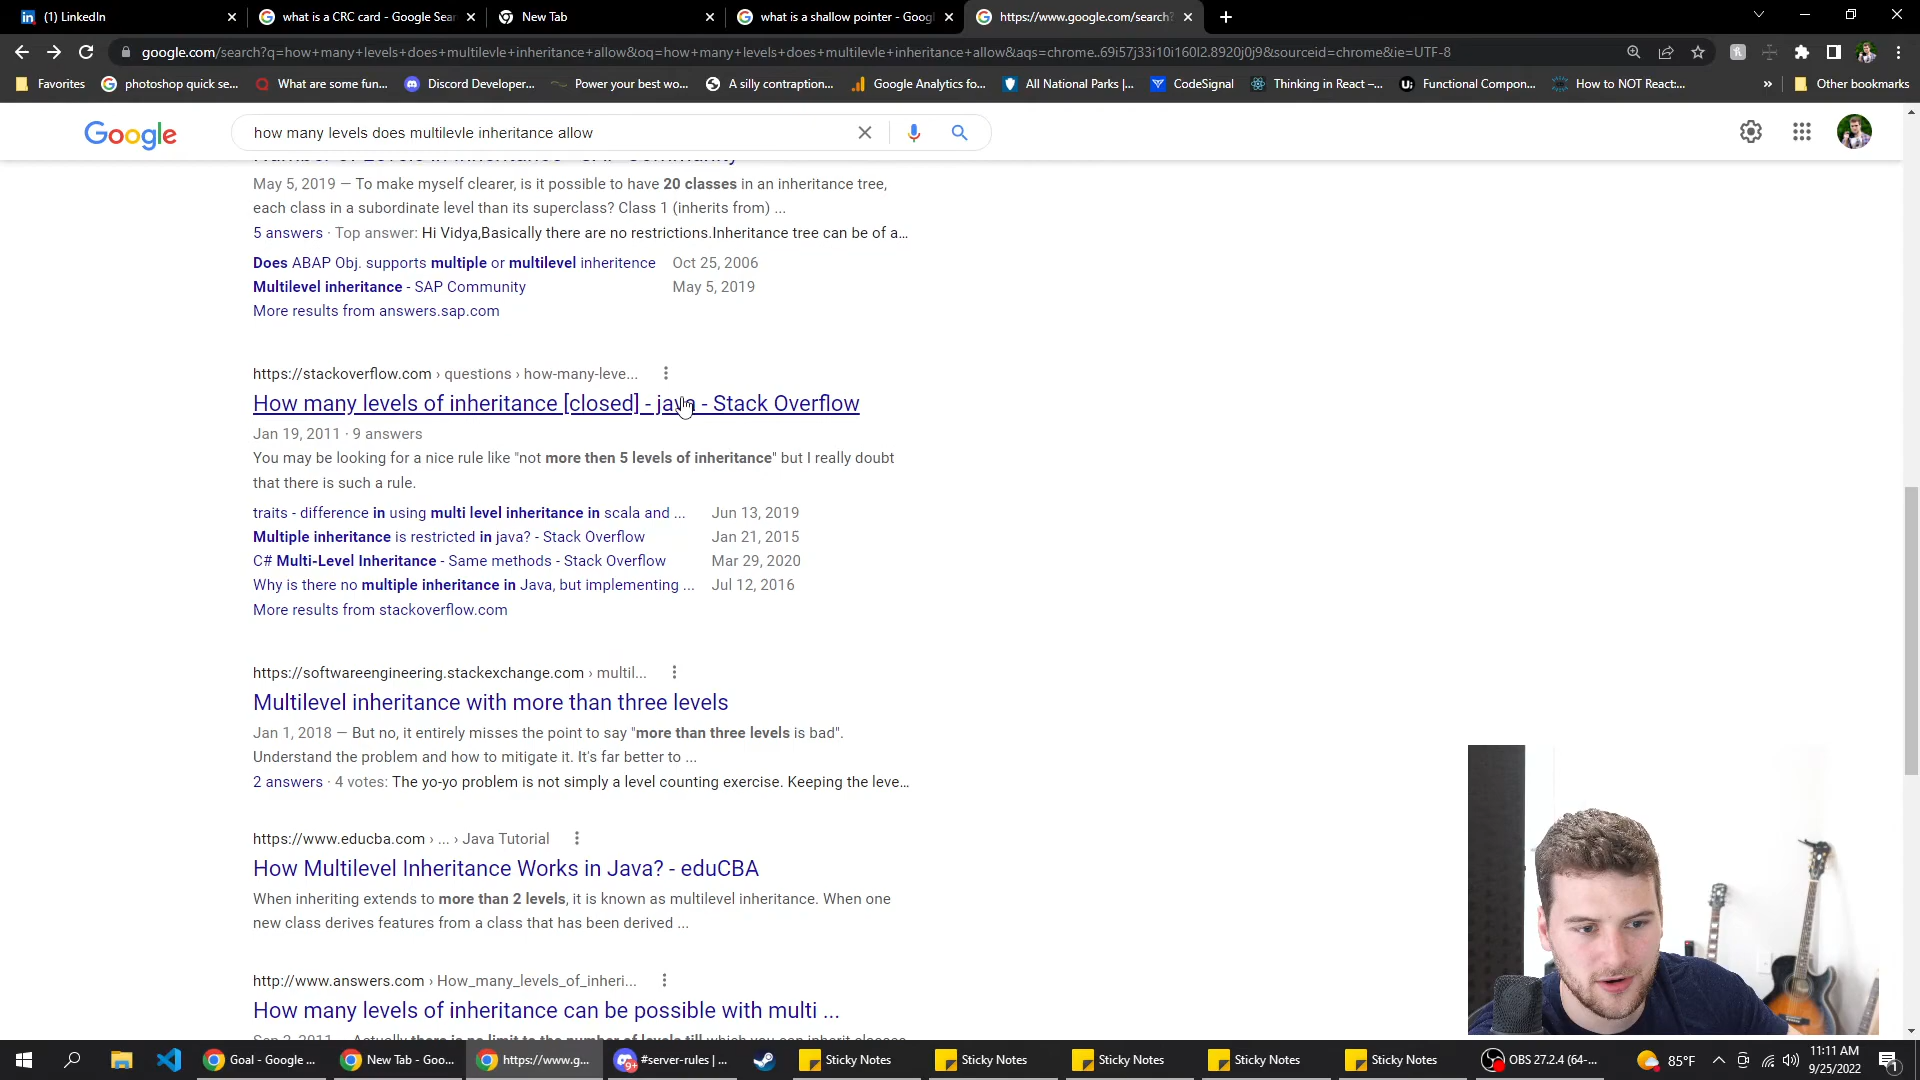 (1) LinkedIn
what is a CRC card - Google Sear
New Tab
what is a shallow pointer - Googl
https://www.google.com/search?
google.com/search?q=how+many+levels+does+multilevle+inheritance+allow&oq=how+many+levels+does+multilevle+inheritance+allow&aqs=chrome..69i57j33i10i160l2.8920j0j9&sourceid=chrome&ie=UTF-8
Favorites
photoshop quick se...
What are some fun...
Discord Developer...
Power your best wo...
A silly contraption...
Google Analytics fo...
All National Parks |...
CodeSignal
Thinking in React –...
Functional Compon...
How to NOT React:...
Other bookmarks
Google
how many levels does multilevle inheritance allow
Number of Levels in Inheritance - SAP Community
May 5, 2019 — To make myself clearer, is it possible to have 20 classes in an inheritance tree,
each class in a subordinate level than its superclass? Class 1 (inherits from) ...
5 answers · Top answer: Hi Vidya,Basically there are no restrictions.Inheritance tree can be of a...
Does ABAP Obj. supports multiple or multilevel inheritence Oct 25, 2006
Multilevel inheritance - SAP Community May 5, 2019
More results from answers.sap.com
https://stackoverflow.com › questions › how-many-leve...
How many levels of inheritance [closed] - java - Stack Overflow
Jan 19, 2011 · 9 answers
You may be looking for a nice rule like "not more then 5 levels of inheritance" but I really doubt
that there is such a rule.
traits - difference in using multi level inheritance in scala and ... Jun 13, 2019
Multiple inheritance is restricted in java? - Stack Overflow Jan 21, 2015
C# Multi-Level Inheritance - Same methods - Stack Overflow Mar 29, 2020
Why is there no multiple inheritance in Java, but implementing ... Jul 12, 2016
More results from stackoverflow.com
https://softwareengineering.stackexchange.com › multil...
Multilevel inheritance with more than three levels
Jan 1, 2018 — But no, it entirely misses the point to say "more than three levels is bad".
Understand the problem and how to mitigate it. It's far better to ...
2 answers · 4 votes: The yo-yo problem is not simply a level counting exercise. Keeping the leve...
https://www.educba.com › ... › Java Tutorial
How Multilevel Inheritance Works in Java? - eduCBA
When inheriting extends to more than 2 levels, it is known as multilevel inheritance. When one
new class derives features from a class that has been derived ...
http://www.answers.com › How_many_levels_of_inheri...
How many levels of inheritance can be possible with multi ...
Goal - Google ...
New Tab - Goo...
https://www.g...
#server-rules | ...
Sticky Notes
Sticky Notes
Sticky Notes
Sticky Notes
Sticky Notes
OBS 27.2.4 (64-...
85°F
11:11 AM
9/25/2022